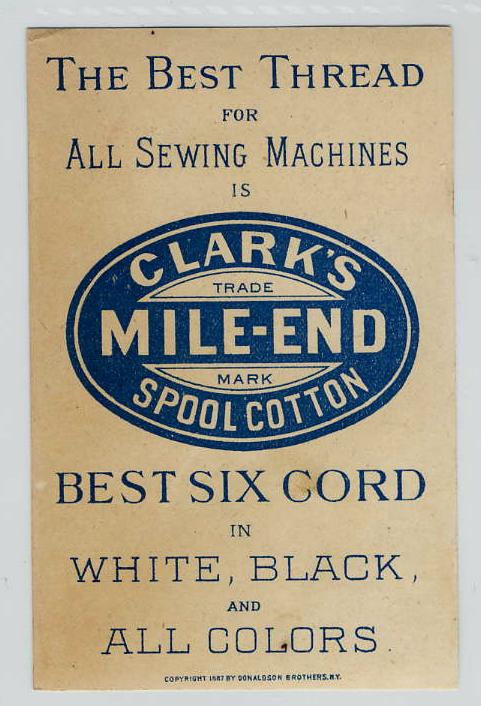 THE BEST THREAD
FOR
ALL SEWING MACHINES
IS
CLARK'S
TRADE
MILE-END
MARK
SPOOL COTTON
BEST SIX CORD
IN
WHITE, BLACK,
AND
ALL COLORS.
COPYRIGHT 1887 BY DONALDSON BROTHERS, N.Y.